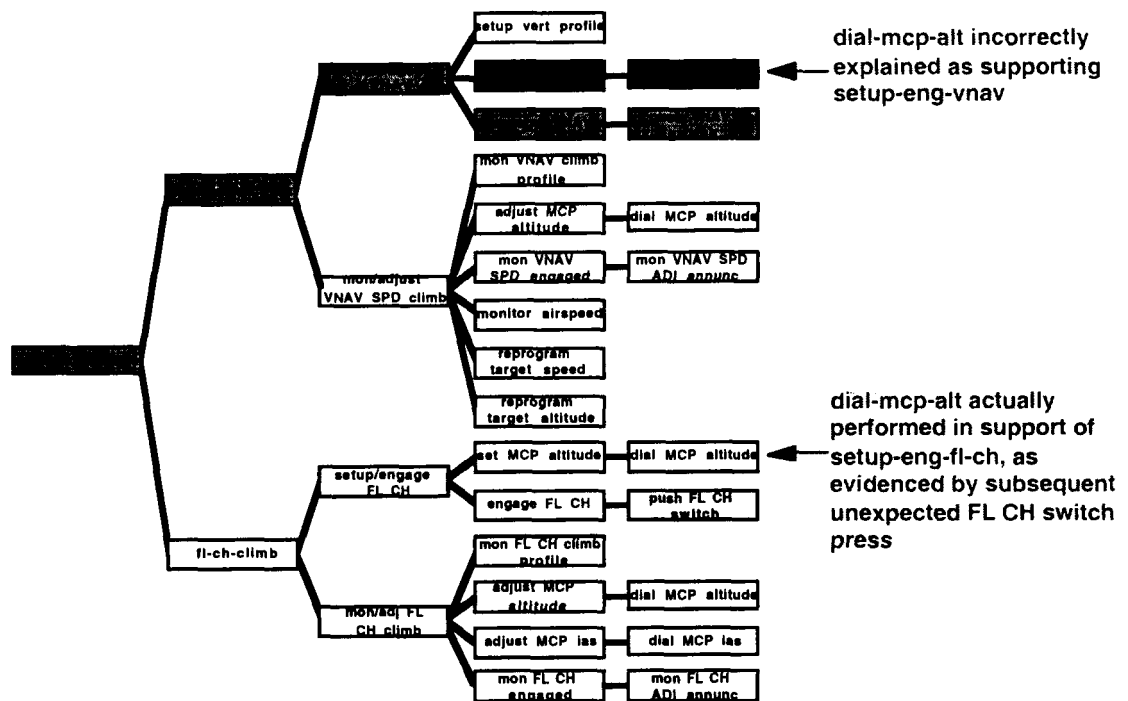 setup vert profile
dial-mcp-alt incorrectly
explained as supporting
setup-eng-vnav
mon VNAV climb
profile
adjust MCP
altitude
dial MCP altitude
mon VNAV
SPD engaged
mon VNAV SPD
ADI annunc
mon/adjust
VNAV SPD climb
monitor airspeed
reprogram
target speed
reprogram
target altitude
dial-mcp-alt actually
performed in support of
setup-eng-fl-ch, as
evidenced by subsequent
unexpected FL CH switch
press
setup/engage
FL CH
set MCP altitude
dial MCP altitude
engage FL CH
push FL CH
switch
fl-ch-climb
mon FL CH climb
profile
adjust MCP
altitude
dial MCP altitude
mon/adj FL
CH climb
adjust MCP ias
dial MCP ias
mon FL CH
engaged
mon FL CH
ADI annunc